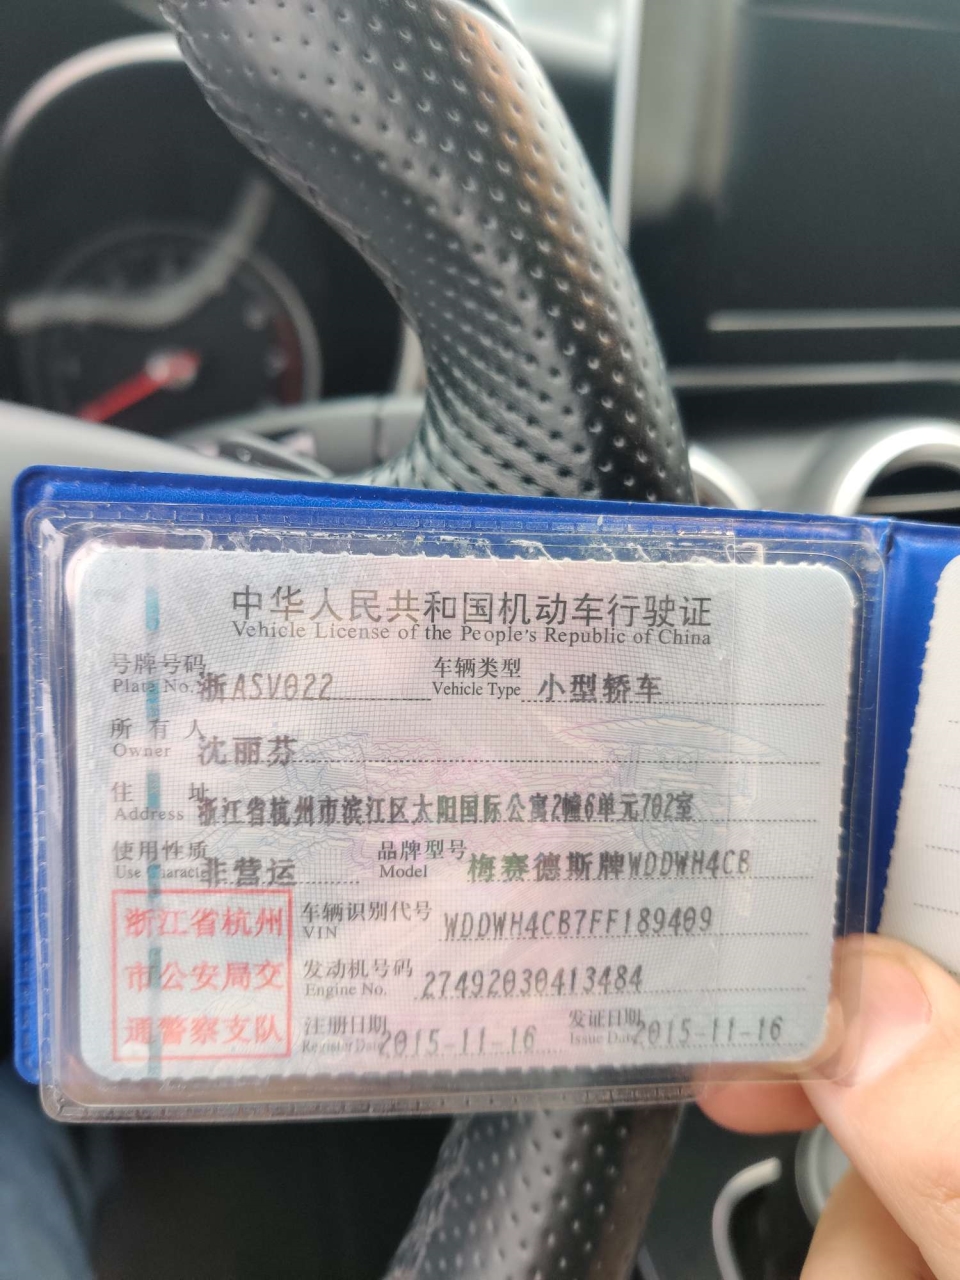 中华人民共和国机动车行驶证
Vehicle License of the People's Republic of China
号牌号码 浙ASV022 车辆类型 小型轿车
Plate No. Vehicle Type
所有人 沈丽芬
Owner
住址 浙江省杭州市滨江区太阳国际公寓2幢6单元702室
Address
使用性质 非营运 品牌型号 梅赛德斯牌WDDWH4CB
Use Characte Model
浙江省杭州
市公安局交
通警察支队
车辆识别代号 WDDWH4CB7FF189409
VIN
发动机号码 27492030413484
Engine No.
注册日期 2015-11-16 发证日期 2015-11-16
Register Date Issue Date